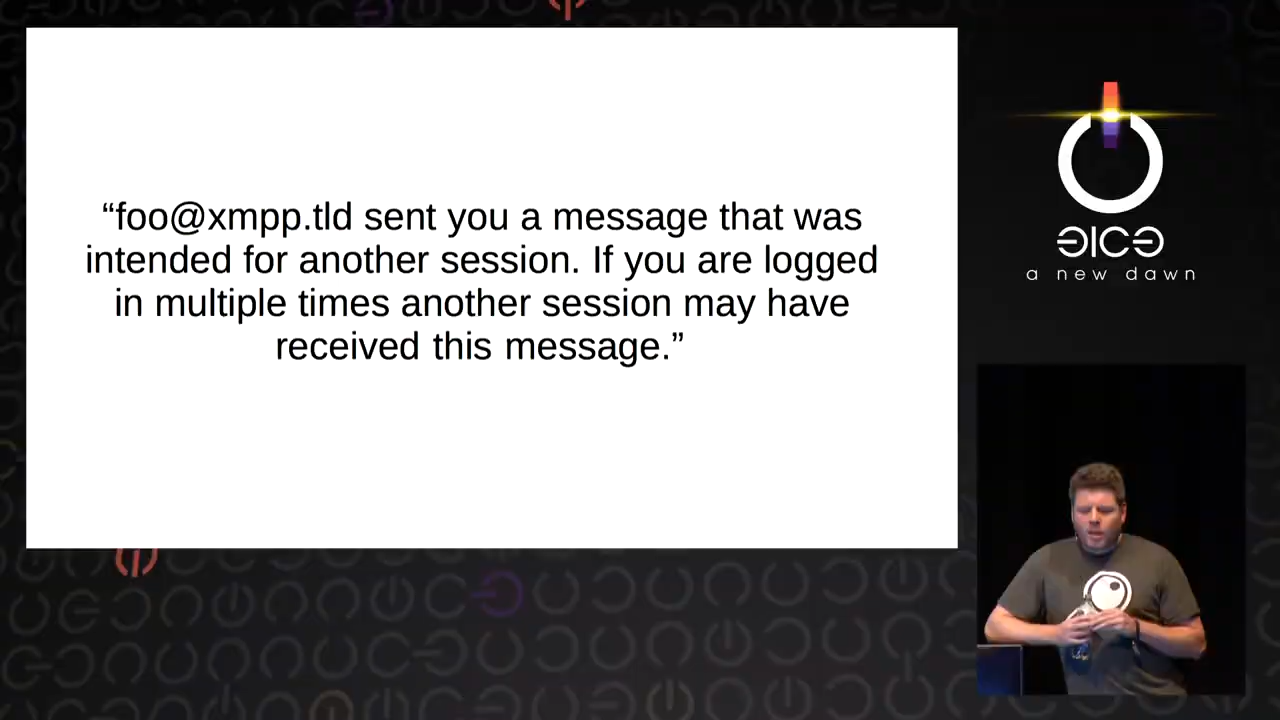 “foo@xmpp.tld sent you a message that was
intended for another session. If you are logged
in multiple times another session may have
received this message.”
a new dawn